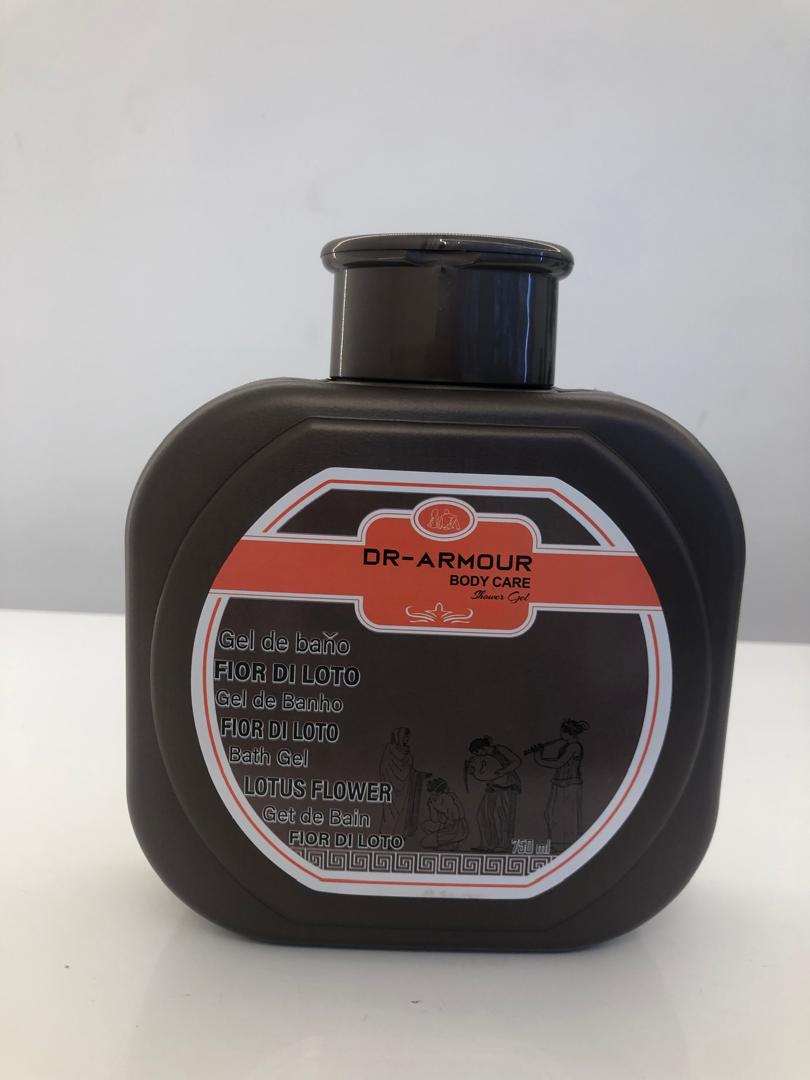 DR-ARMOUR
BODY CARE
Shower Gel
Gel de baňo
FIOR DI LOTO
Gel de Banho
FIOR DI LOTO
Bath Gel
LOTUS FLOWER
Get de Bain
FIOR DI LOTO
750 ml